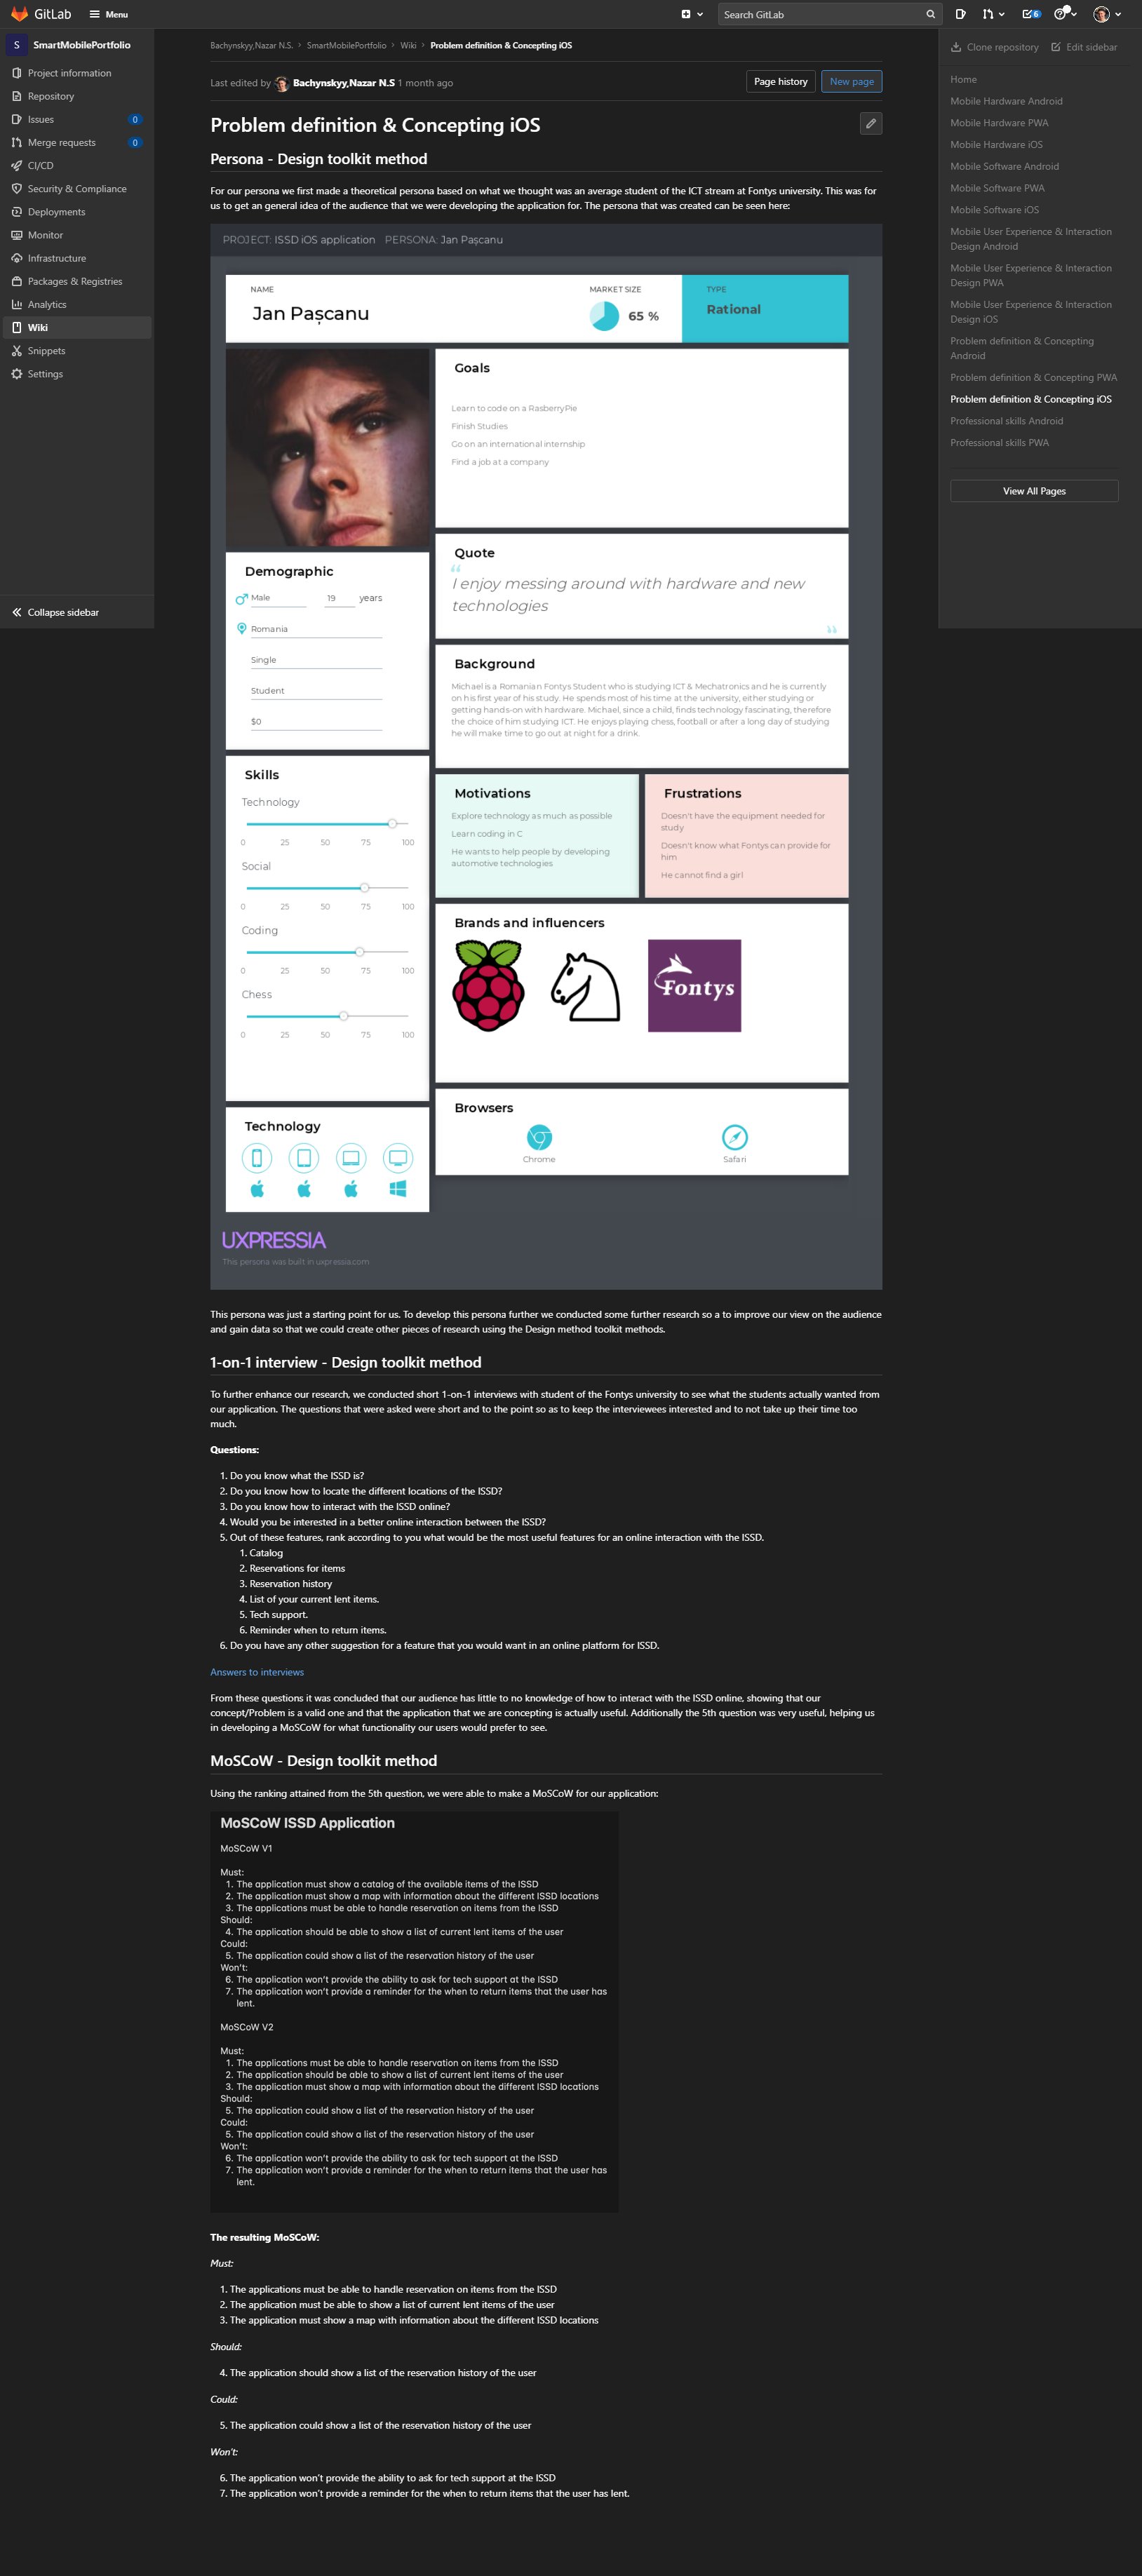 GitLab
Menu
Search GitLab
6
S SmartMobilePortfolio
Project information
Repository
Issues 0
Merge requests 0
CI/CD
Security & Compliance
Deployments
Monitor
Infrastructure
Packages & Registries
Analytics
Wiki
Snippets
Settings
Collapse sidebar
Bachynskyy,Nazar N.S. > SmartMobilePortfolio > Wiki > Problem definition & Concepting iOS
Last edited by Bachynskyy,Nazar N.S 1 month ago
Page history
New page
Problem definition & Concepting iOS
Persona - Design toolkit method
For our persona we first made a theoretical persona based on what we thought was an average student of the ICT stream at Fontys university. This was for
us to get an general idea of the audience that we were developing the application for. The persona that was created can be seen here:
PROJECT: ISSD iOS application PERSONA: Jan Pașcanu
NAME
Jan Pașcanu
MARKET SIZE
65 %
TYPE
Rational
Goals
Learn to code on a RasberryPie
Finish Studies
Go on an international internship
Find a job at a company
Demographic
Male 19 years
Romania
Single
Student
$0
Quote
“
I enjoy messing around with hardware and new
technologies
”
Background
Michael is a Romanian Fontys Student who is studying ICT & Mechatronics and he is currently
on his first year of his study. He spends most of his time at the university, either studying or
getting hands-on with hardware. Michael, since a child, finds technology fascinating, therefore
the choice of him studying ICT. He enjoys playing chess, football or after a long day of studying
he will make time to go out at night for a drink.
Skills
Technology
0 25 50 75 100
Social
0 25 50 75 100
Coding
0 25 50 75 100
Chess
0 25 50 75 100
Motivations
Explore technology as much as possible
Learn coding in C
He wants to help people by developing
automotive technologies
Frustrations
Doesn't have the equipment needed for
study
Doesn't know what Fontys can provide for
him
He cannot find a girl
Brands and influencers
Fontys
Technology
Browsers
Chrome
Safari
UXPRESSIA
This persona was built in uxpressia.com
This persona was just a starting point for us. To develop this persona further we conducted some further research so a to improve our view on the audience
and gain data so that we could create other pieces of research using the Design method toolkit methods.
1-on-1 interview - Design toolkit method
To further enhance our research, we conducted short 1-on-1 interviews with student of the Fontys university to see what the students actually wanted from
our application. The questions that were asked were short and to the point so as to keep the interviewees interested and to not take up their time too
much.
Questions:
1. Do you know what the ISSD is?
2. Do you know how to locate the different locations of the ISSD?
3. Do you know how to interact with the ISSD online?
4. Would you be interested in a better online interaction between the ISSD?
5. Out of these features, rank according to you what would be the most useful features for an online interaction with the ISSD.
1. Catalog
2. Reservations for items
3. Reservation history
4. List of your current lent items.
5. Tech support.
6. Reminder when to return items.
6. Do you have any other suggestion for a feature that you would want in an online platform for ISSD.
Answers to interviews
From these questions it was concluded that our audience has little to no knowledge of how to interact with the ISSD online, showing that our
concept/Problem is a valid one and that the application that we are concepting is actually useful. Additionally the 5th question was very useful, helping us
in developing a MoSCoW for what functionality our users would prefer to see.
MoSCoW - Design toolkit method
Using the ranking attained from the 5th question, we were able to make a MoSCoW for our application:
MoSCoW ISSD Application
MoSCoW V1
Must:
1. The application must show a catalog of the available items of the ISSD
2. The application must show a map with information about the different ISSD locations
3. The applications must be able to handle reservation on items from the ISSD
Should:
4. The application should be able to show a list of current lent items of the user
Could:
5. The application could show a list of the reservation history of the user
Won't:
6. The application won't provide the ability to ask for tech support at the ISSD
7. The application won't provide a reminder for the when to return items that the user has
lent.
MoSCoW V2
Must:
1. The applications must be able to handle reservation on items from the ISSD
2. The application should be able to show a list of current lent items of the user
3. The application must show a map with information about the different ISSD locations
Should:
5. The application could show a list of the reservation history of the user
Could:
5. The application could show a list of the reservation history of the user
Won't:
6. The application won't provide the ability to ask for tech support at the ISSD
7. The application won't provide a reminder for the when to return items that the user has
lent.
The resulting MoSCoW:
Must:
1. The applications must be able to handle reservation on items from the ISSD
2. The application must be able to show a list of current lent items of the user
3. The application must show a map with information about the different ISSD locations
Should:
4. The application should show a list of the reservation history of the user
Could:
5. The application could show a list of the reservation history of the user
Won't:
6. The application won't provide the ability to ask for tech support at the ISSD
7. The application won't provide a reminder for the when to return items that the user has lent.
Clone repository
Edit sidebar
Home
Mobile Hardware Android
Mobile Hardware PWA
Mobile Hardware iOS
Mobile Software Android
Mobile Software PWA
Mobile Software iOS
Mobile User Experience & Interaction
Design Android
Mobile User Experience & Interaction
Design PWA
Mobile User Experience & Interaction
Design iOS
Problem definition & Concepting
Android
Problem definition & Concepting PWA
Problem definition & Concepting iOS
Professional skills Android
Professional skills PWA
View All Pages